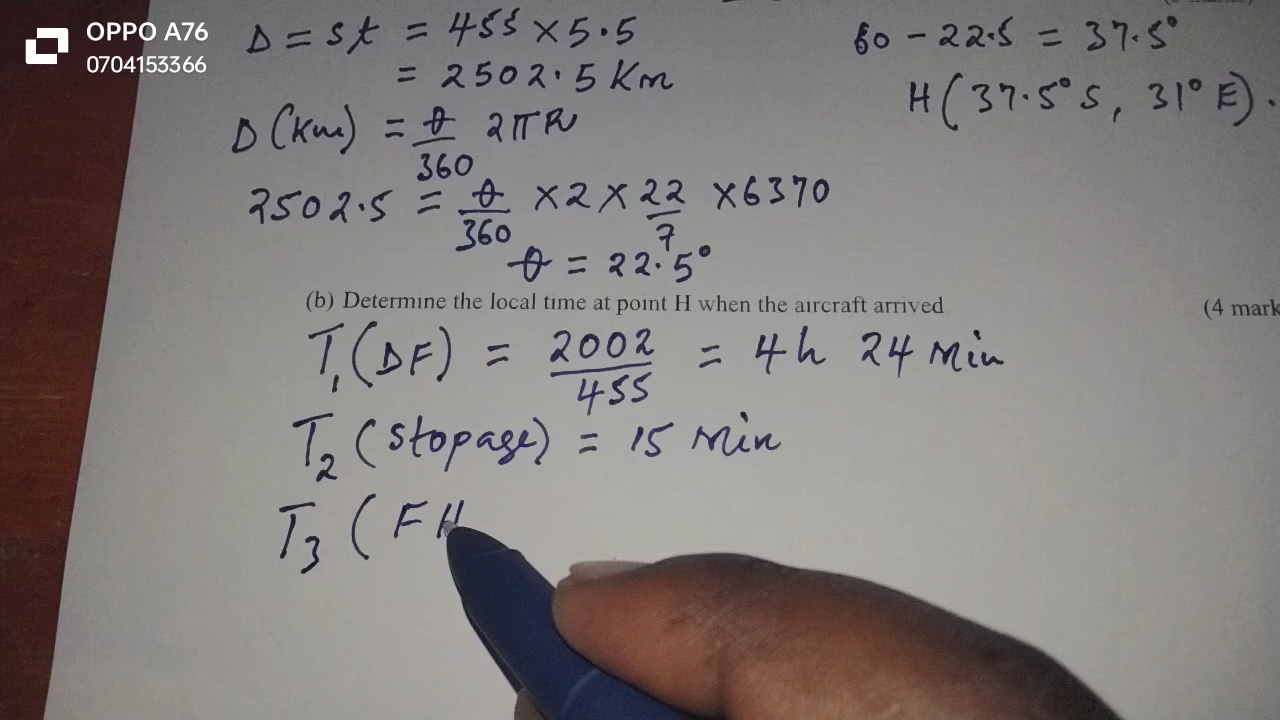 OPPO A76
0704153366
D = st = 455 × 5.5
= 2502.5 Km
60 - 22.5 = 37.5°
H (37.5° S, 31° E).
D (Km) = θ/360 2πR
2502.5 = θ/360 × 2 × 22/7 × 6370
θ = 22.5°
(b) Determine the local time at point H when the aircraft arrived (4 mark
T₁ (DF) = 2002/455 = 4h 24 Min
T₂ (stopage) = 15 Min
T₃ (FH